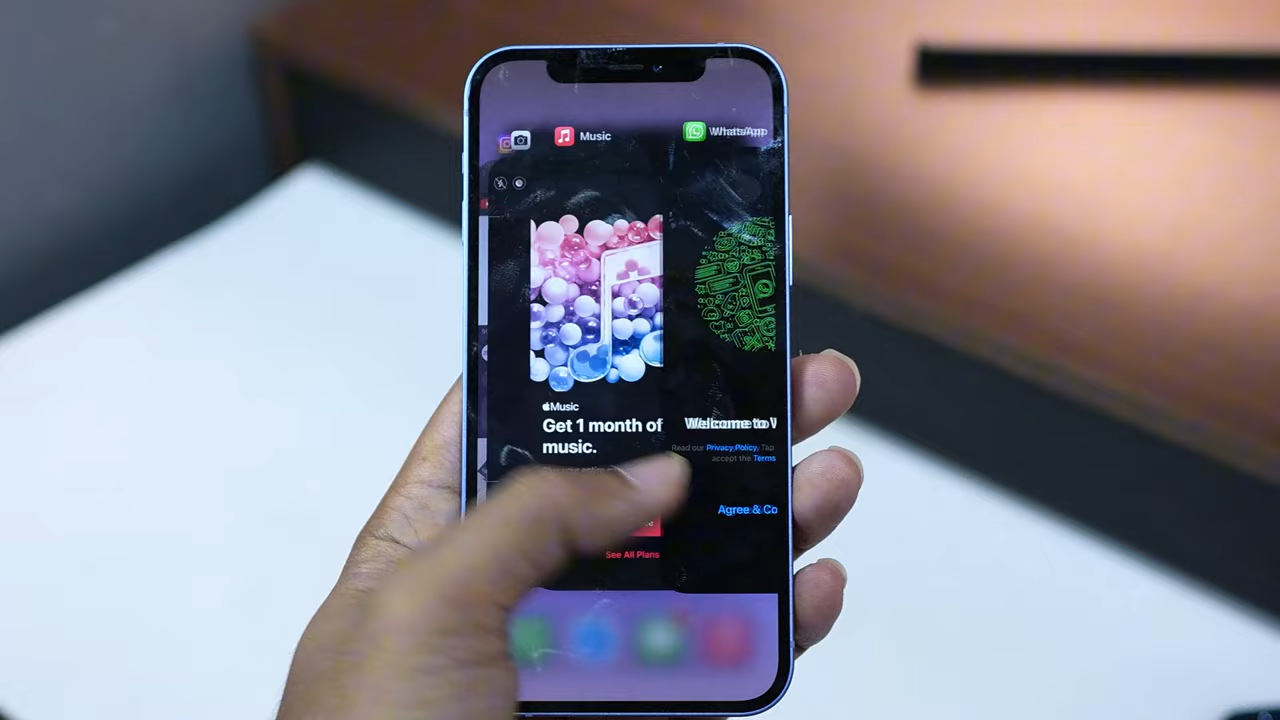 Music
WhatsApp
Music
Get 1 month of
music.
Welcome to
Read our Privacy Policy. Tap
accept the Terms
Agree & Co
See All Plans